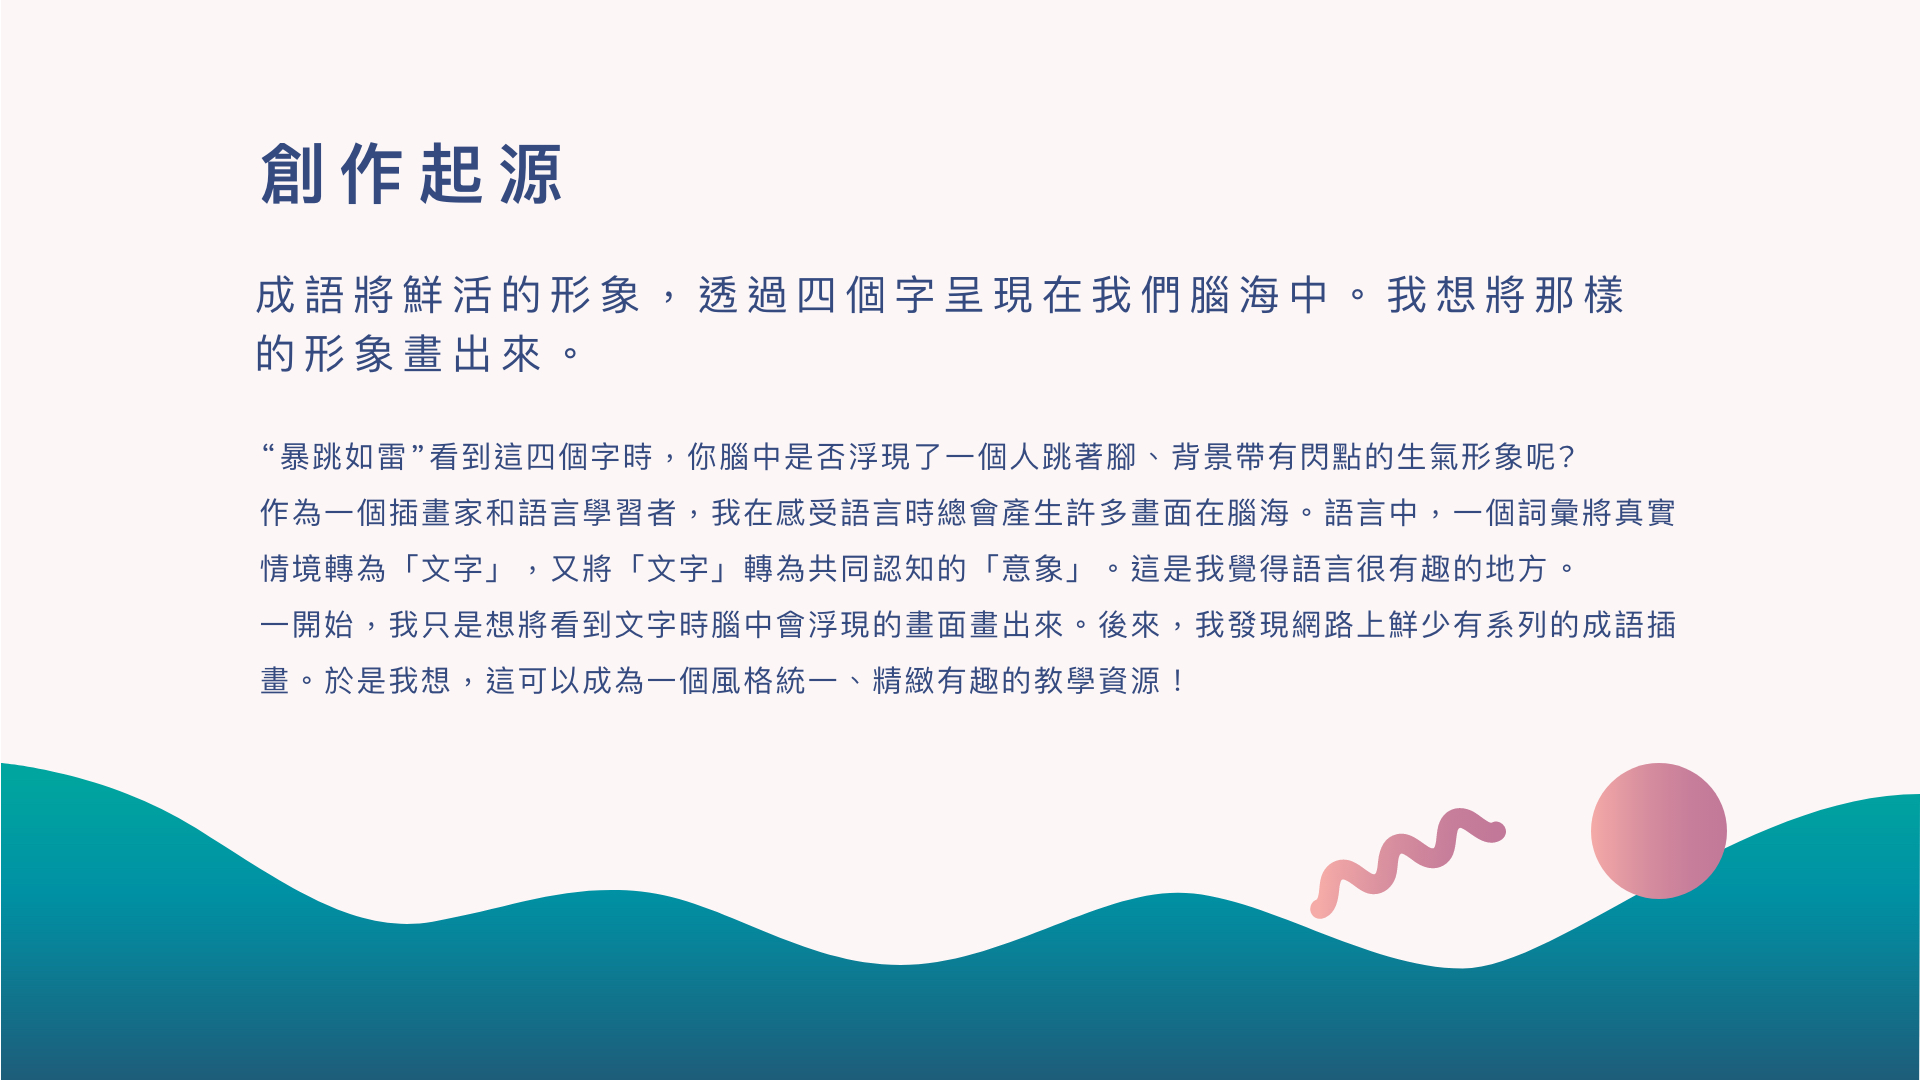 創作起源
成語將鮮活的形象，透過四個字呈現在我們腦海中。我想將那樣
的形象畫出來。
“暴跳如雷”看到這四個字時，你腦中是否浮現了一個人跳著腳、背景帶有閃點的生氣形象呢？
作為一個插畫家和語言學習者，我在感受語言時總會產生許多畫面在腦海。語言中，一個詞彙將真實
情境轉為「文字」，又將「文字」轉為共同認知的「意象」。這是我覺得語言很有趣的地方。
一開始，我只是想將看到文字時腦中會浮現的畫面畫出來。後來，我發現網路上鮮少有系列的成語插
畫。於是我想，這可以成為一個風格統一、精緻有趣的教學資源！